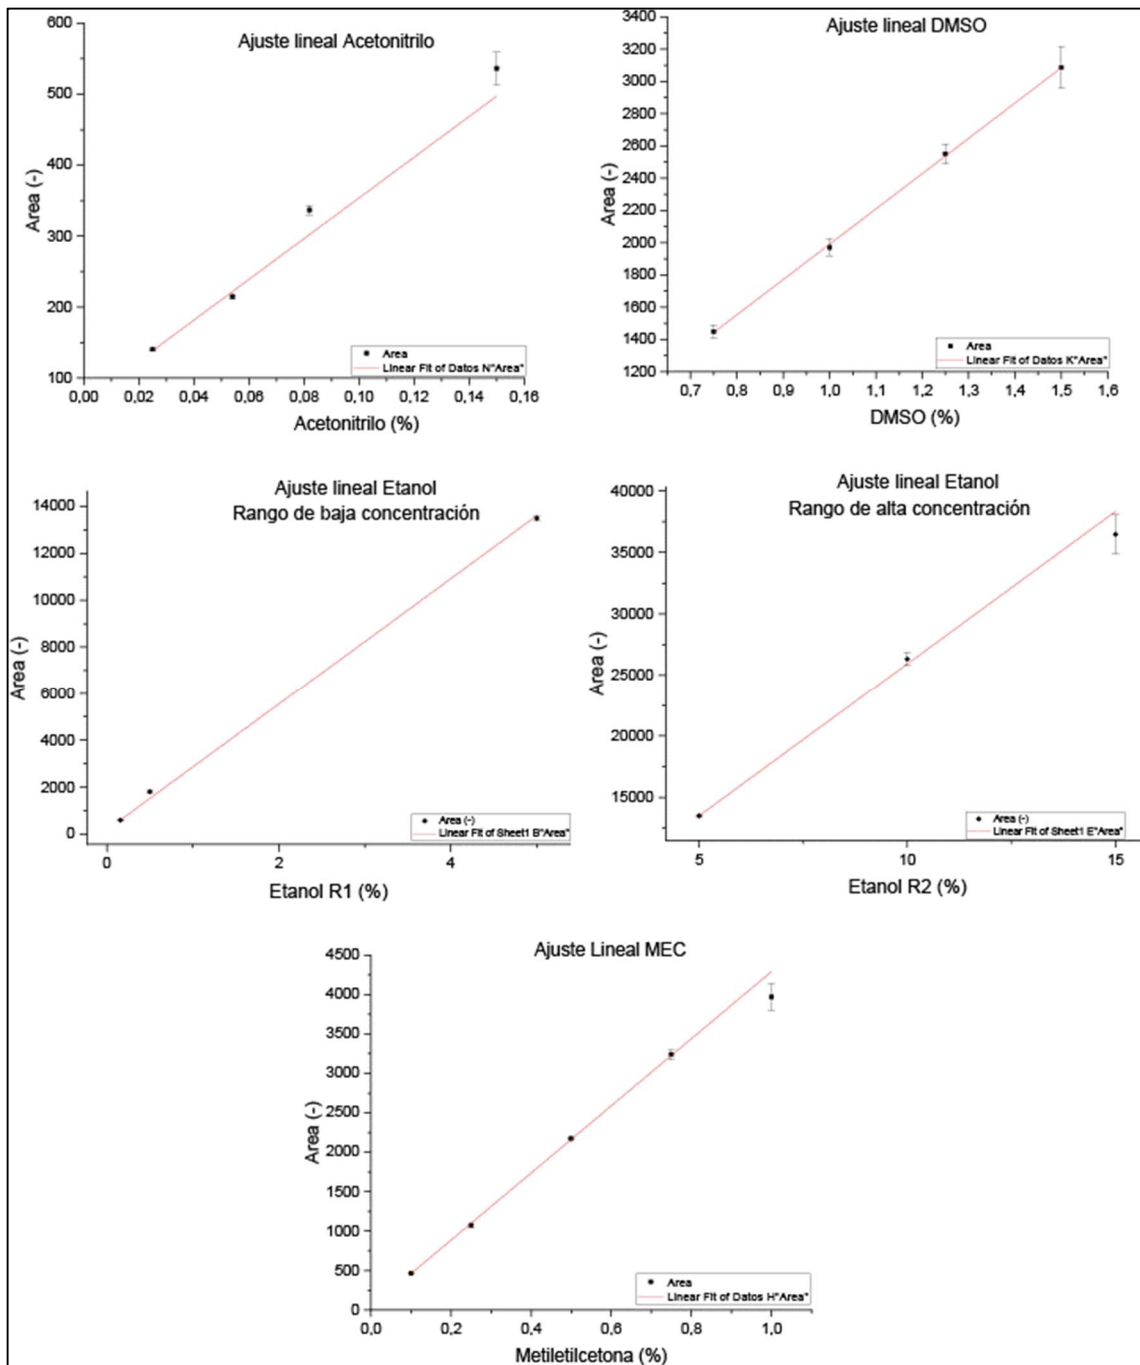 Ajuste lineal Acetonitrilo
600
500
400
300
200
100
Area (-)
Area
Linear Fit of Datos N"Area"
0,00 0,02 0,04 0,06 0,08 0,10 0,12 0,14 0,16
Acetonitrilo (%)
Ajuste lineal DMSO
3400
3200
3000
2800
2600
2400
2200
2000
1800
1600
1400
1200
Area (-)
Area
Linear Fit of Datos K"Area"
0,7 0,8 0,9 1,0 1,1 1,2 1,3 1,4 1,5 1,6
DMSO (%)
Ajuste lineal Etanol
Rango de baja concentración
14000
12000
10000
8000
6000
4000
2000
0
Area (-)
Area (-)
Linear Fit of Sheet1 B"Area"
0 2 4
Etanol R1 (%)
Ajuste lineal Etanol
Rango de alta concentración
40000
35000
30000
25000
20000
15000
Area (-)
Area (-)
Linear Fit of Sheet1 E"Area"
5 10 15
Etanol R2 (%)
Ajuste Lineal MEC
4500
4000
3500
3000
2500
2000
1500
1000
500
0
Area (-)
Area
Linear Fit of Datos H"Area"
0,0 0,2 0,4 0,6 0,8 1,0
Metiletilcetona (%)